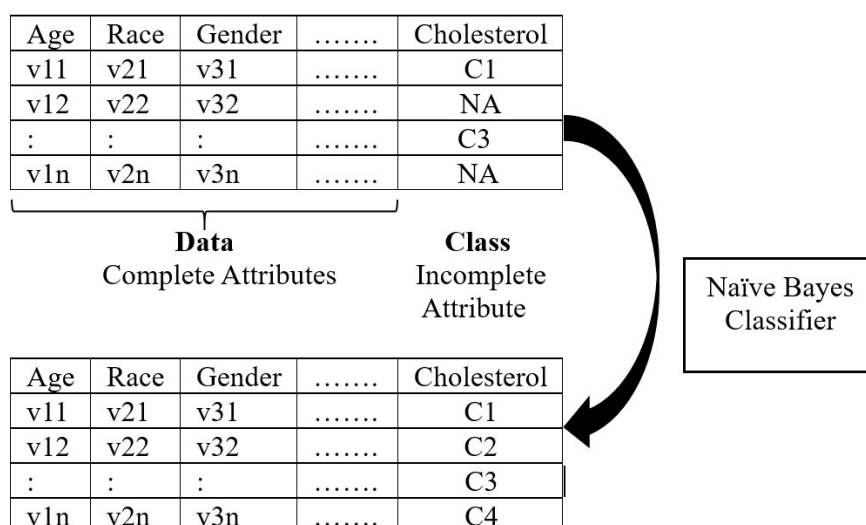 Age Race Gender ……. Cholesterol
v11 v21 v31 ……. C1
v12 v22 v32 ……. NA
: : : ……. C3
v1n v2n v3n ……. NA
Data Class
Complete Attributes Incomplete
Attribute
Naïve Bayes
Classifier
Age Race Gender ……. Cholesterol
v11 v21 v31 ……. C1
v12 v22 v32 ……. C2
: : : ……. C3
v1n v2n v3n ……. C4